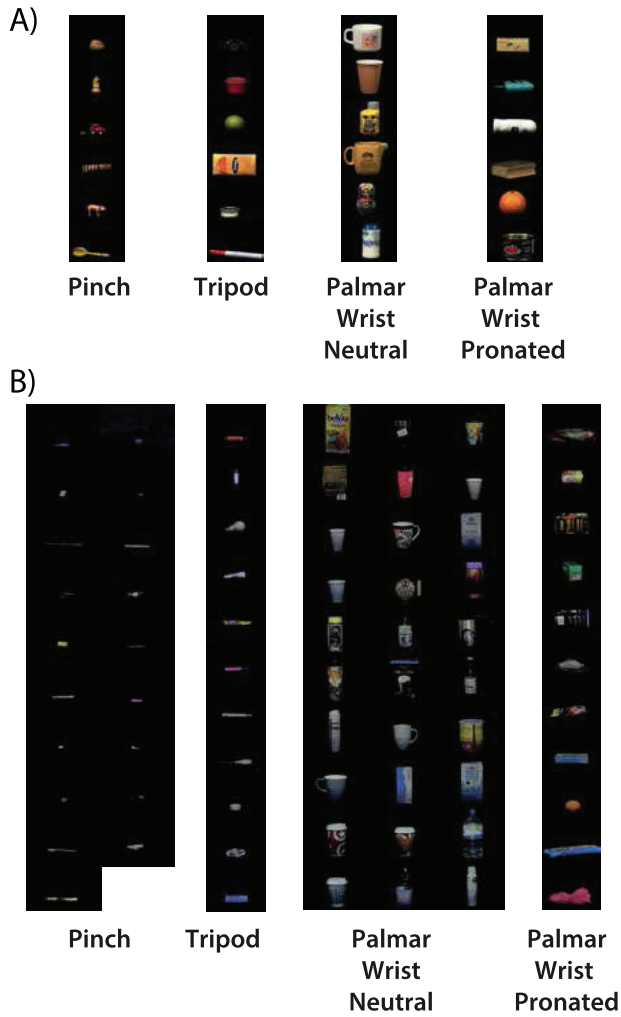 A)
Pinch
Tripod
Palmar
Wrist
Neutral
Palmar
Wrist
Pronated
B)
Pinch
Tripod
Palmar
Wrist
Neutral
Palmar
Wrist
Pronated